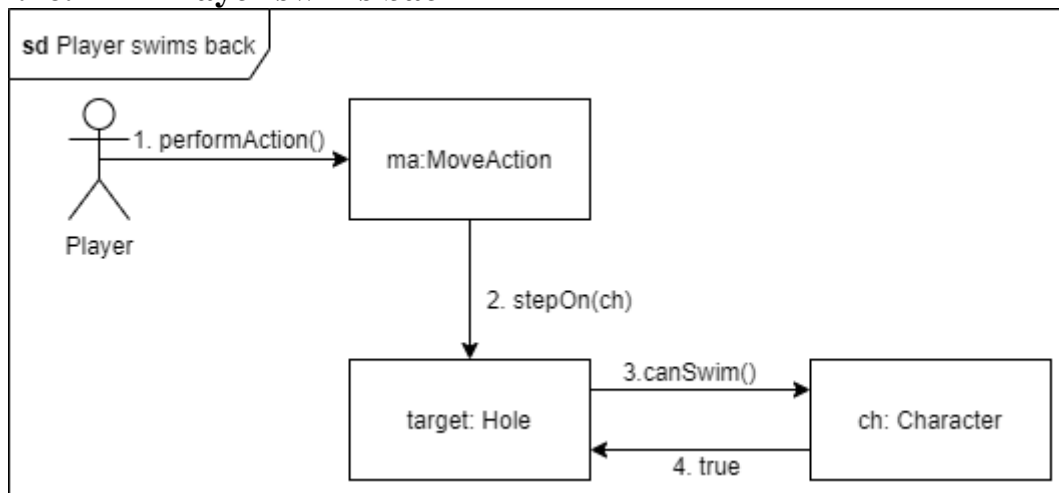 sd Player swims back
1. performAction()
ma:MoveAction
Player
2. stepOn(ch)
3.canSwim()
target: Hole
ch: Character
4. true